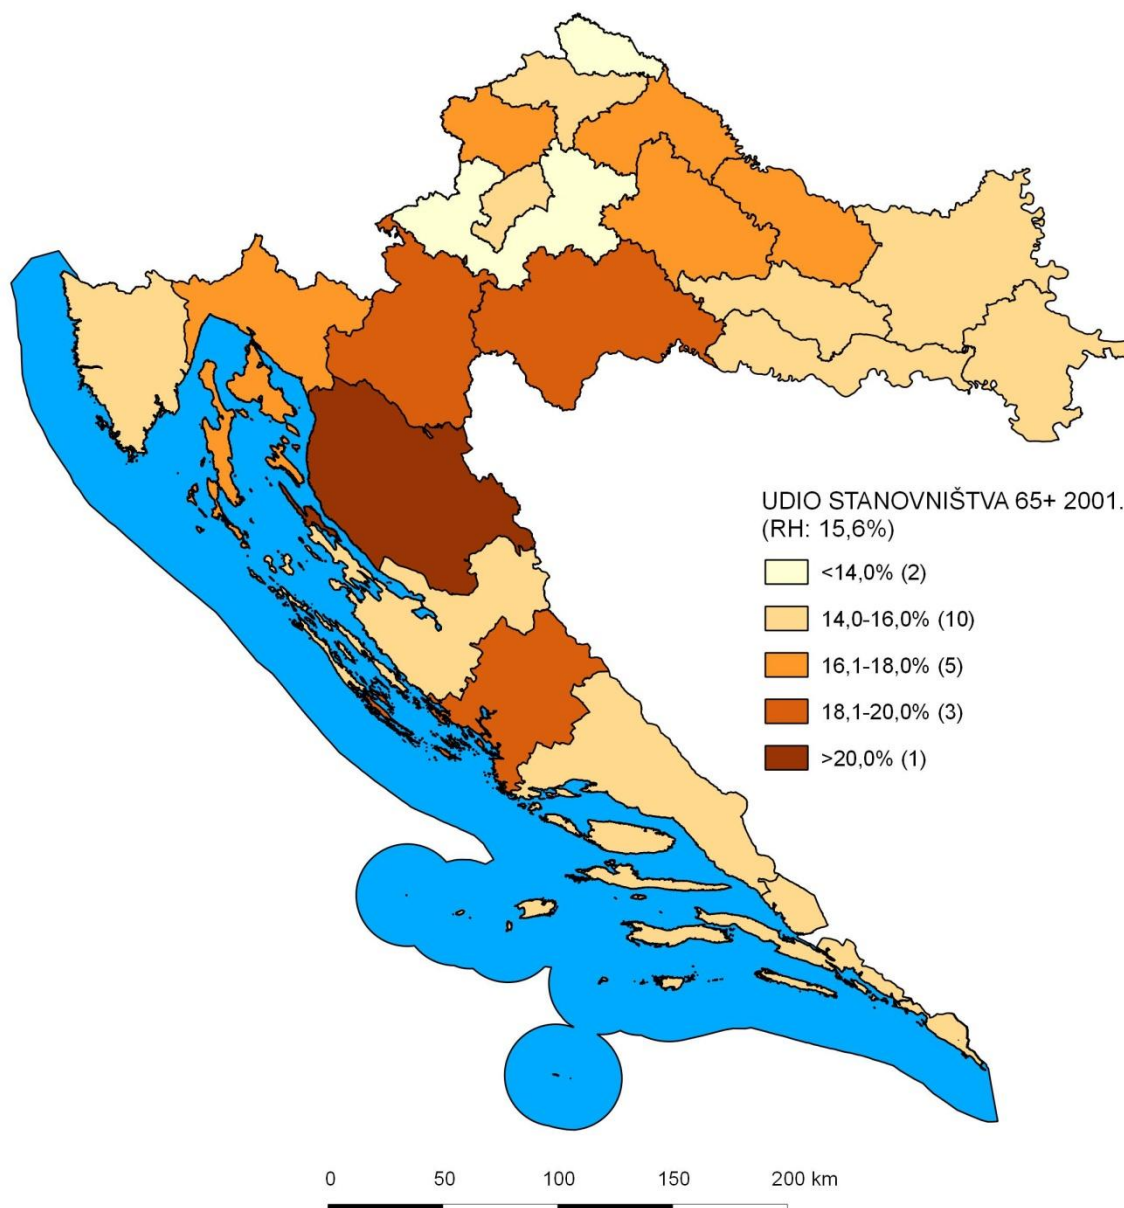 UDIO STANOVNIŠTVA 65+ 2001.
(RH: 15,6%)
<14,0% (2)
14,0-16,0% (10)
16,1-18,0% (5)
18,1-20,0% (3)
>20,0% (1)
0 50 100 150 200 km